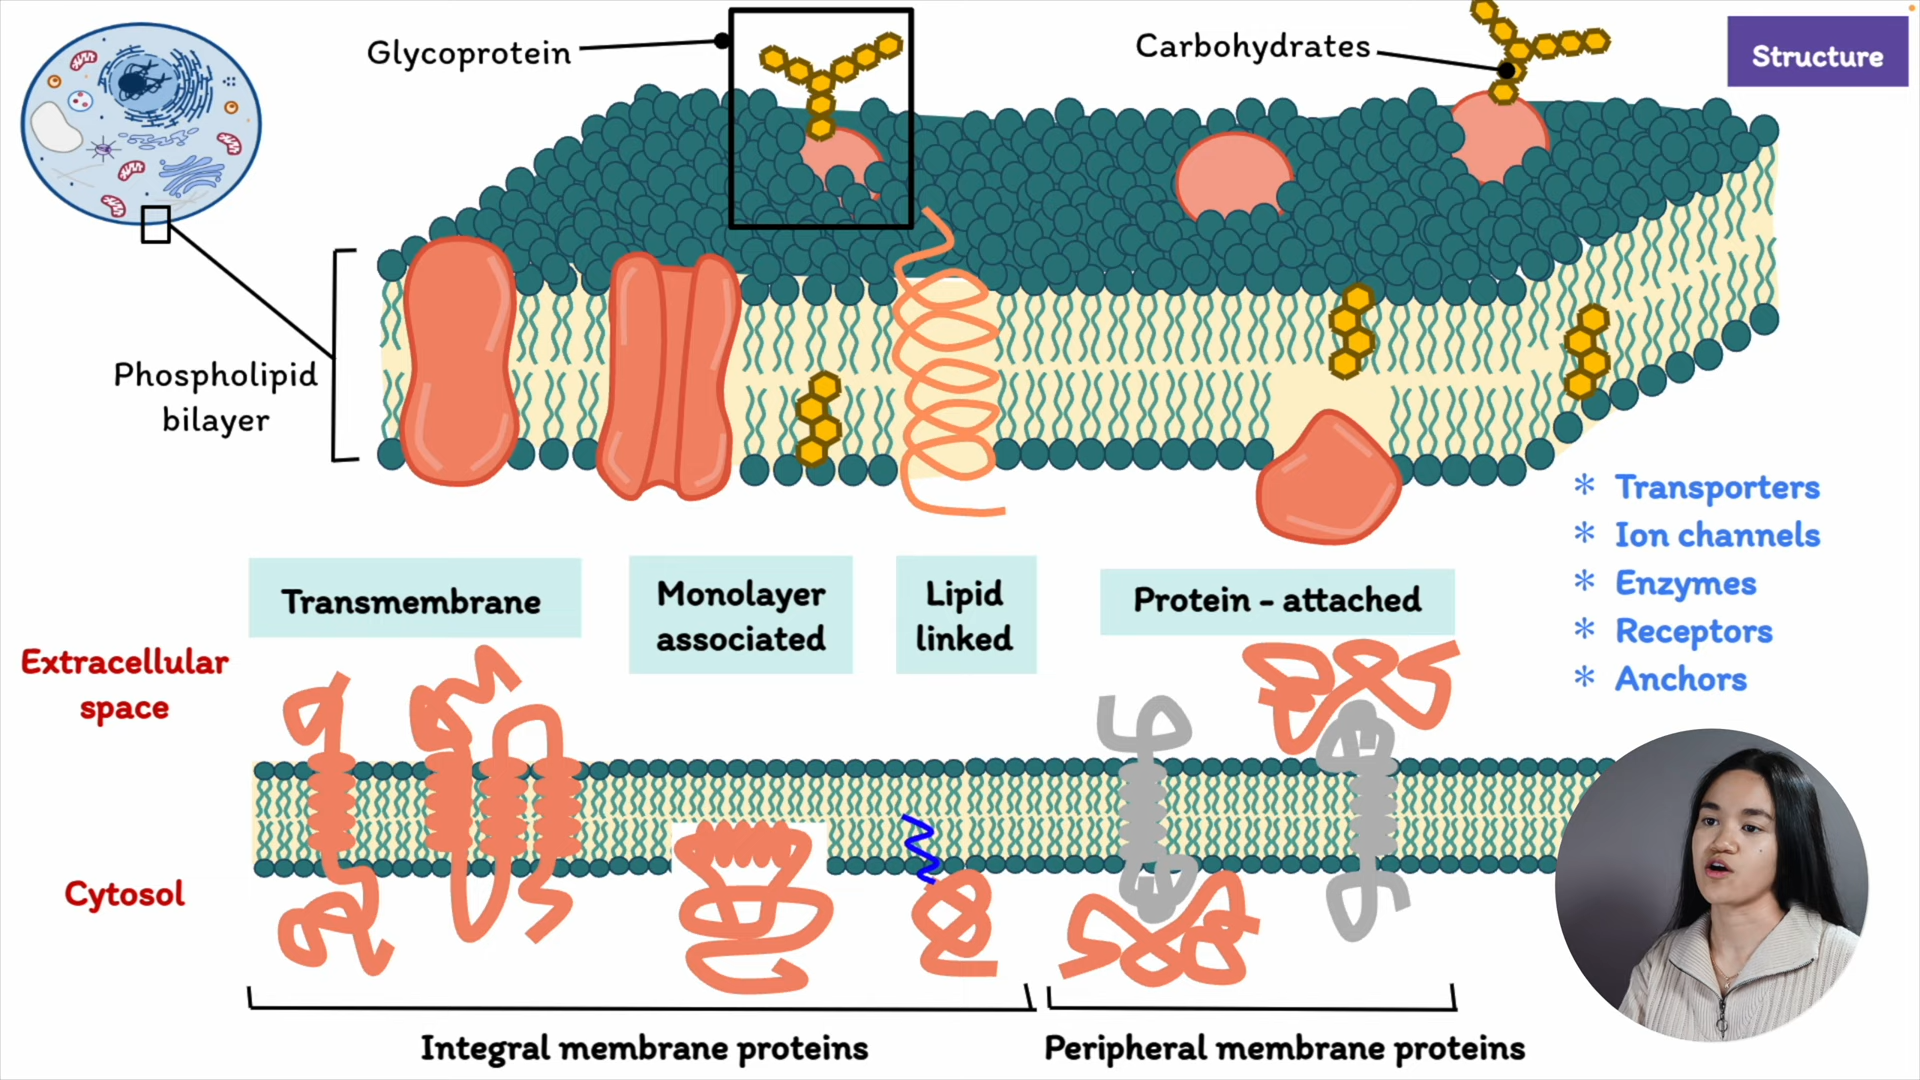 Glycoprotein
Carbohydrates
Structure
Phospholipid
bilayer
* Transporters
* Ion channels
* Enzymes
* Receptors
* Anchors
Transmembrane
Monolayer
associated
Lipid
linked
Protein - attached
Extracellular
space
Cytosol
Integral membrane proteins
Peripheral membrane proteins